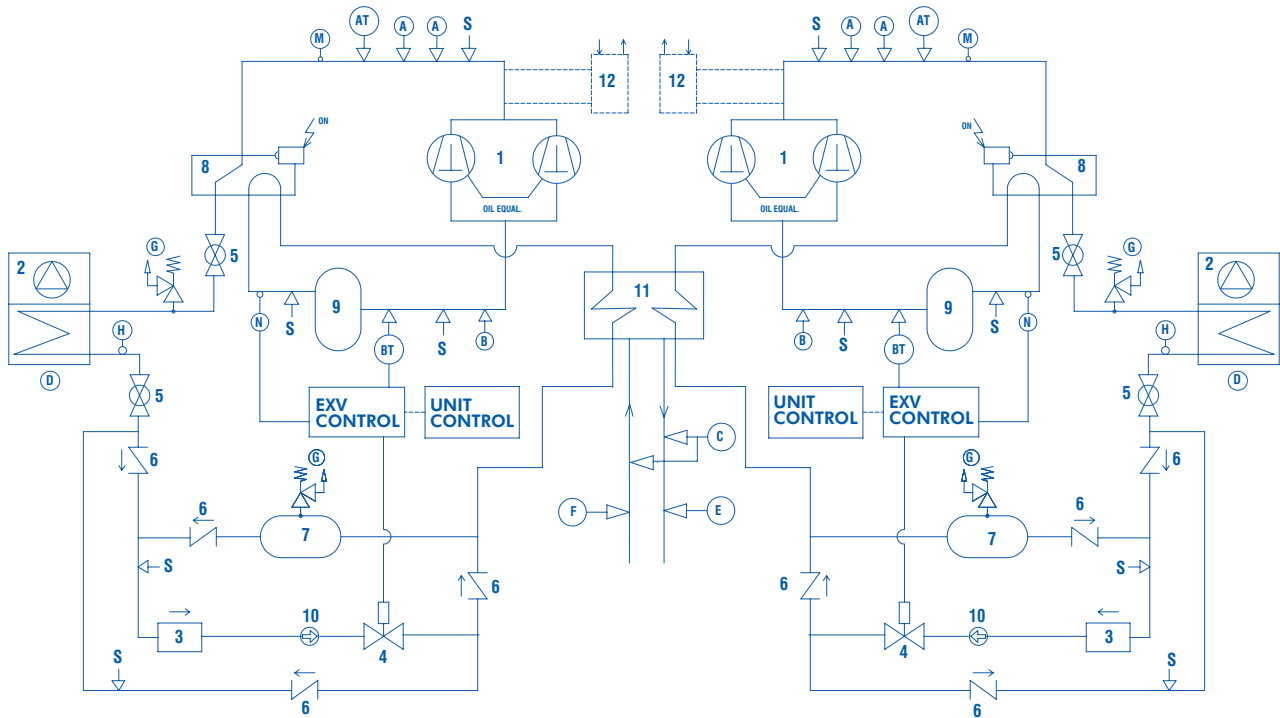 M AT A A S S A A AT M
12 12
ON ON
8 1 1 8
OIL EQUAL. OIL EQUAL.
G 5 5 G
2 11 2
9 9
N S S N
H S B B S H
BT BT
D D
5 EXV CONTROL UNIT CONTROL UNIT CONTROL EXV CONTROL 5
C
6 G G 6
6 6
F E
7 7
S S
6 6
10 10
3 3
4 4
S S
6 6